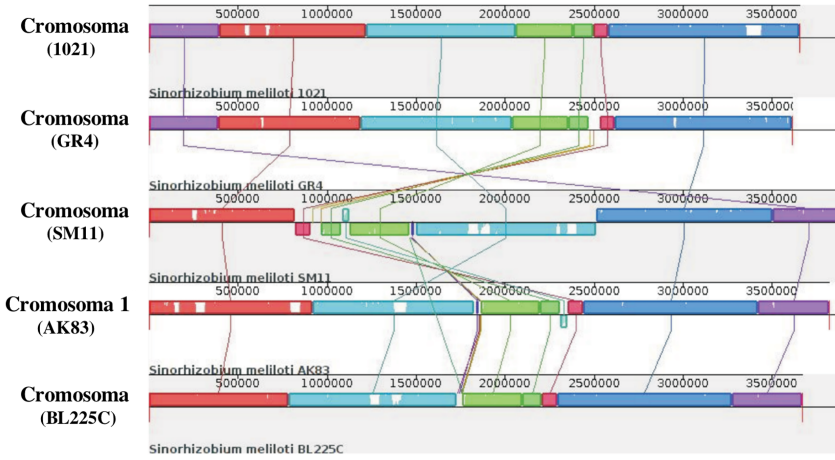 500000 1000000 1500000 2000000 2500000 3000000 3500000
Cromosoma
(1021)
Sinorhizobium meliloti 1021
500000 1000000 1500000 2000000 2500000 3000000 3500000
Cromosoma
(GR4)
Sinorhizobium meliloti GR4
500000 1000000 1500000 2000000 2500000 3000000 3500000
Cromosoma
(SM11)
Sinorhizobium meliloti SM11
500000 1000000 1500000 2000000 2500000 3000000 3500000
Cromosoma 1
(AK83)
Sinorhizobium meliloti AK83
500000 1000000 1500000 2000000 2500000 3000000 3500000
Cromosoma
(BL225C)
Sinorhizobium meliloti BL225C